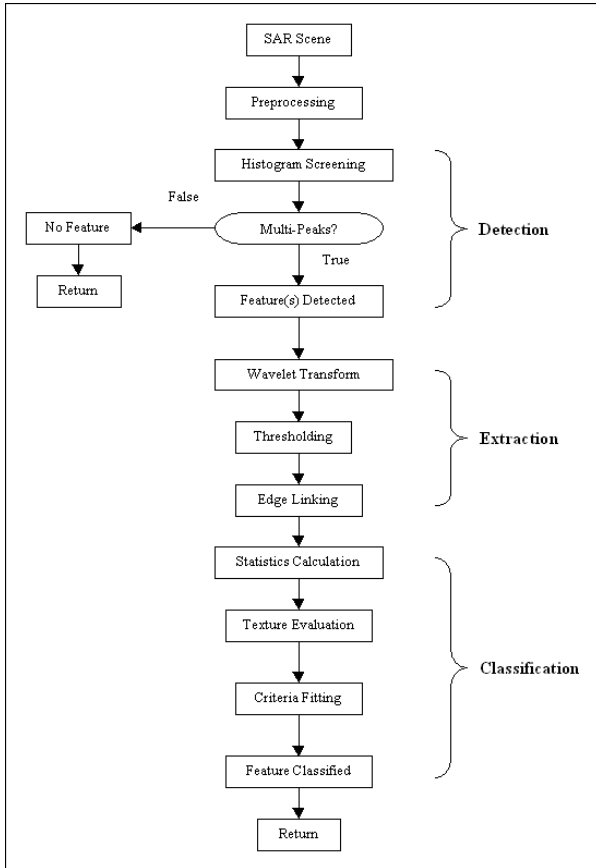 SAR Scene
Preprocessing
Histogram Screening
False
No Feature
Multi-Peaks?
Detection
True
Return
Feature(s) Detected
Wavelet Transform
Thresholding
Extraction
Edge Linking
Statistics Calculation
Texture Evaluation
Classification
Criteria Fitting
Feature Classified
Return